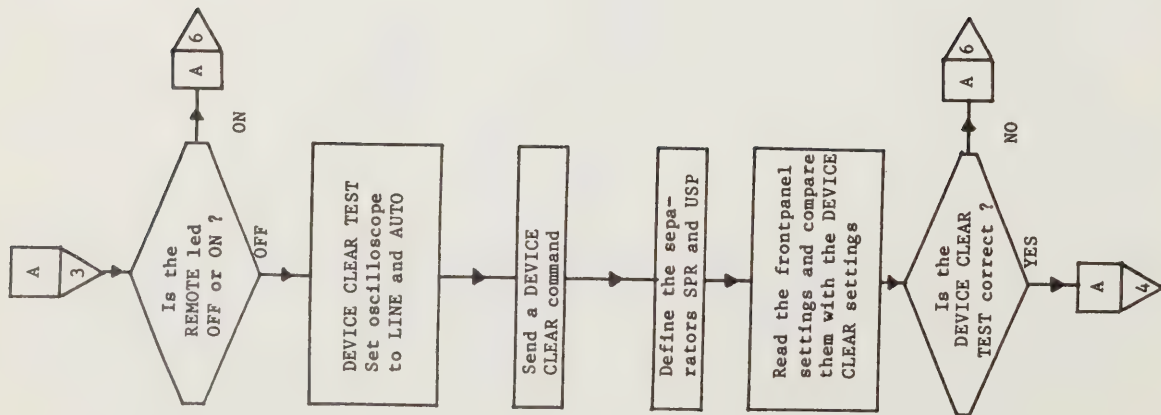 A
3
Is the
REMOTE led
OFF or ON ?
ON
A
6
OFF
DEVICE CLEAR TEST
Set oscilloscope
to LINE and AUTO
Send a DEVICE
CLEAR command
Define the sepa-
rators SPR and USP
Read the frontpanel
settings and compare
them with the DEVICE
CLEAR settings
Is the
DEVICE CLEAR
TEST correct ?
NO
A
6
YES
A
4